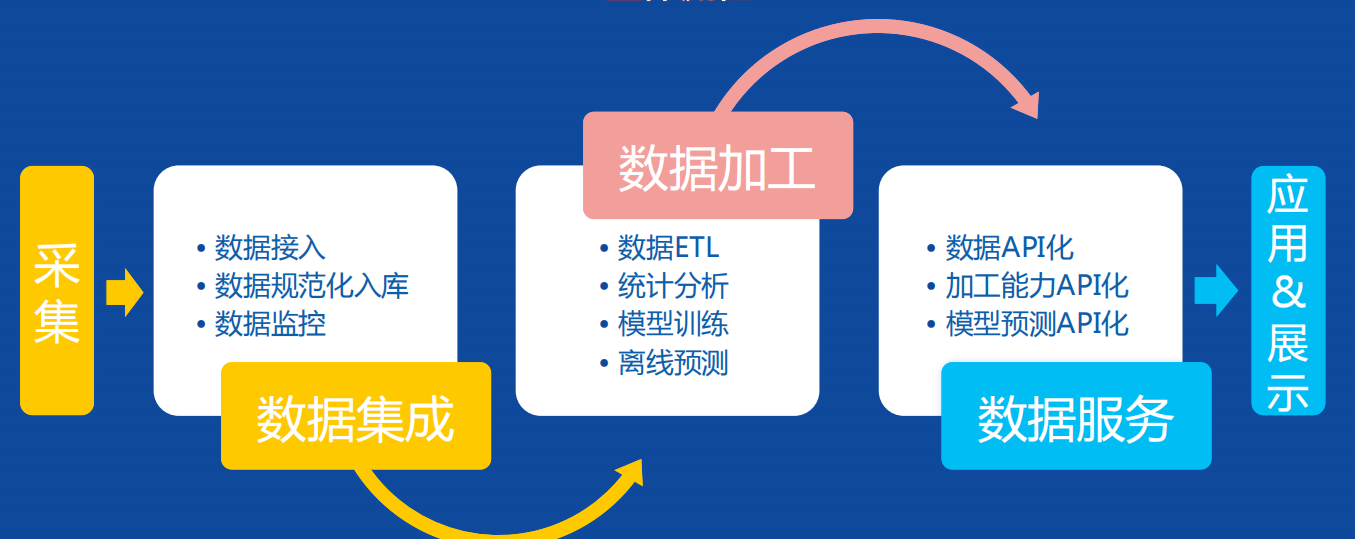 采集
• 数据接入
• 数据规范化入库
• 数据监控
数据集成
数据加工
• 数据ETL
• 统计分析
• 模型训练
• 离线预测
• 数据API化
• 加工能力API化
• 模型预测API化
数据服务
应用&展示